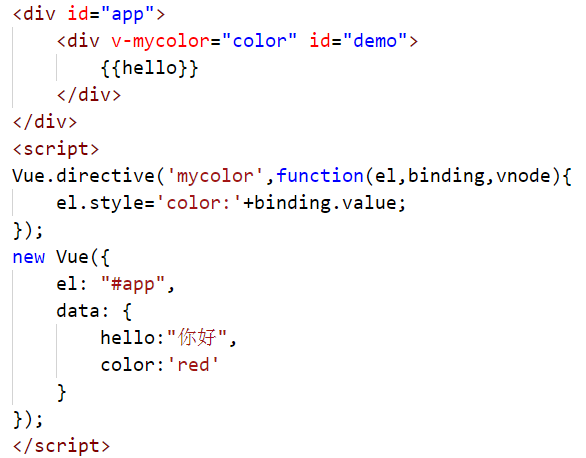 <div id="app">
    <div v-mycolor="color" id="demo">
        {{hello}}
    </div>
</div>
<script>
Vue.directive('mycolor',function(el,binding,vnode){
    el.style='color:'+binding.value;
});
new Vue({
    el: "#app",
    data: {
        hello:"你好",
        color:'red'
    }
});
</script>